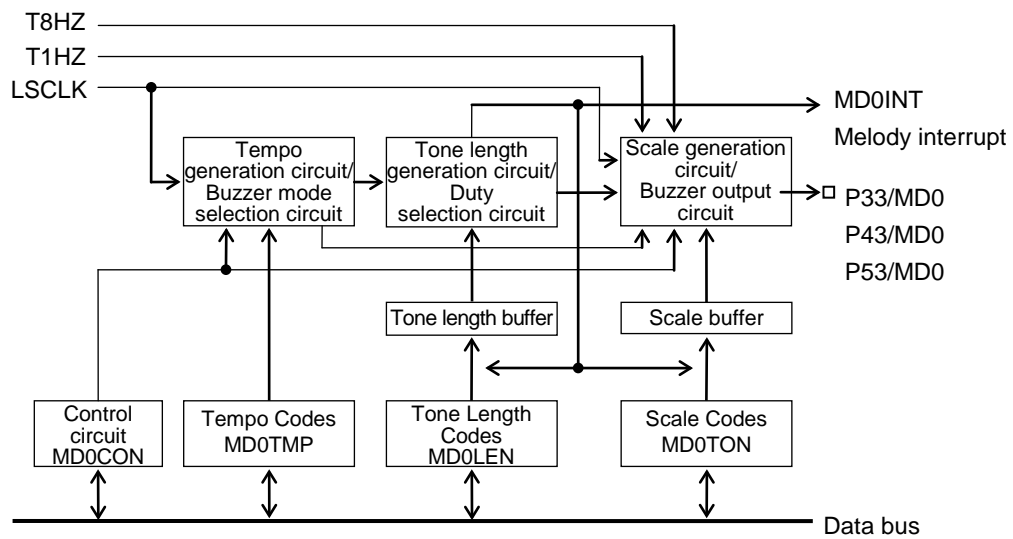 T8HZ
T1HZ
LSCLK
MD0INT
Melody interrupt
Tempo
generation circuit/
Buzzer mode
selection circuit
Tone length
generation circuit/
Duty
selection circuit
Scale generation
circuit/
Buzzer output
circuit
P33/MD0
P43/MD0
P53/MD0
Tone length buffer
Scale buffer
Control
circuit
MD0CON
Tempo Codes
MD0TMP
Tone Length
Codes
MD0LEN
Scale Codes
MD0TON
Data bus